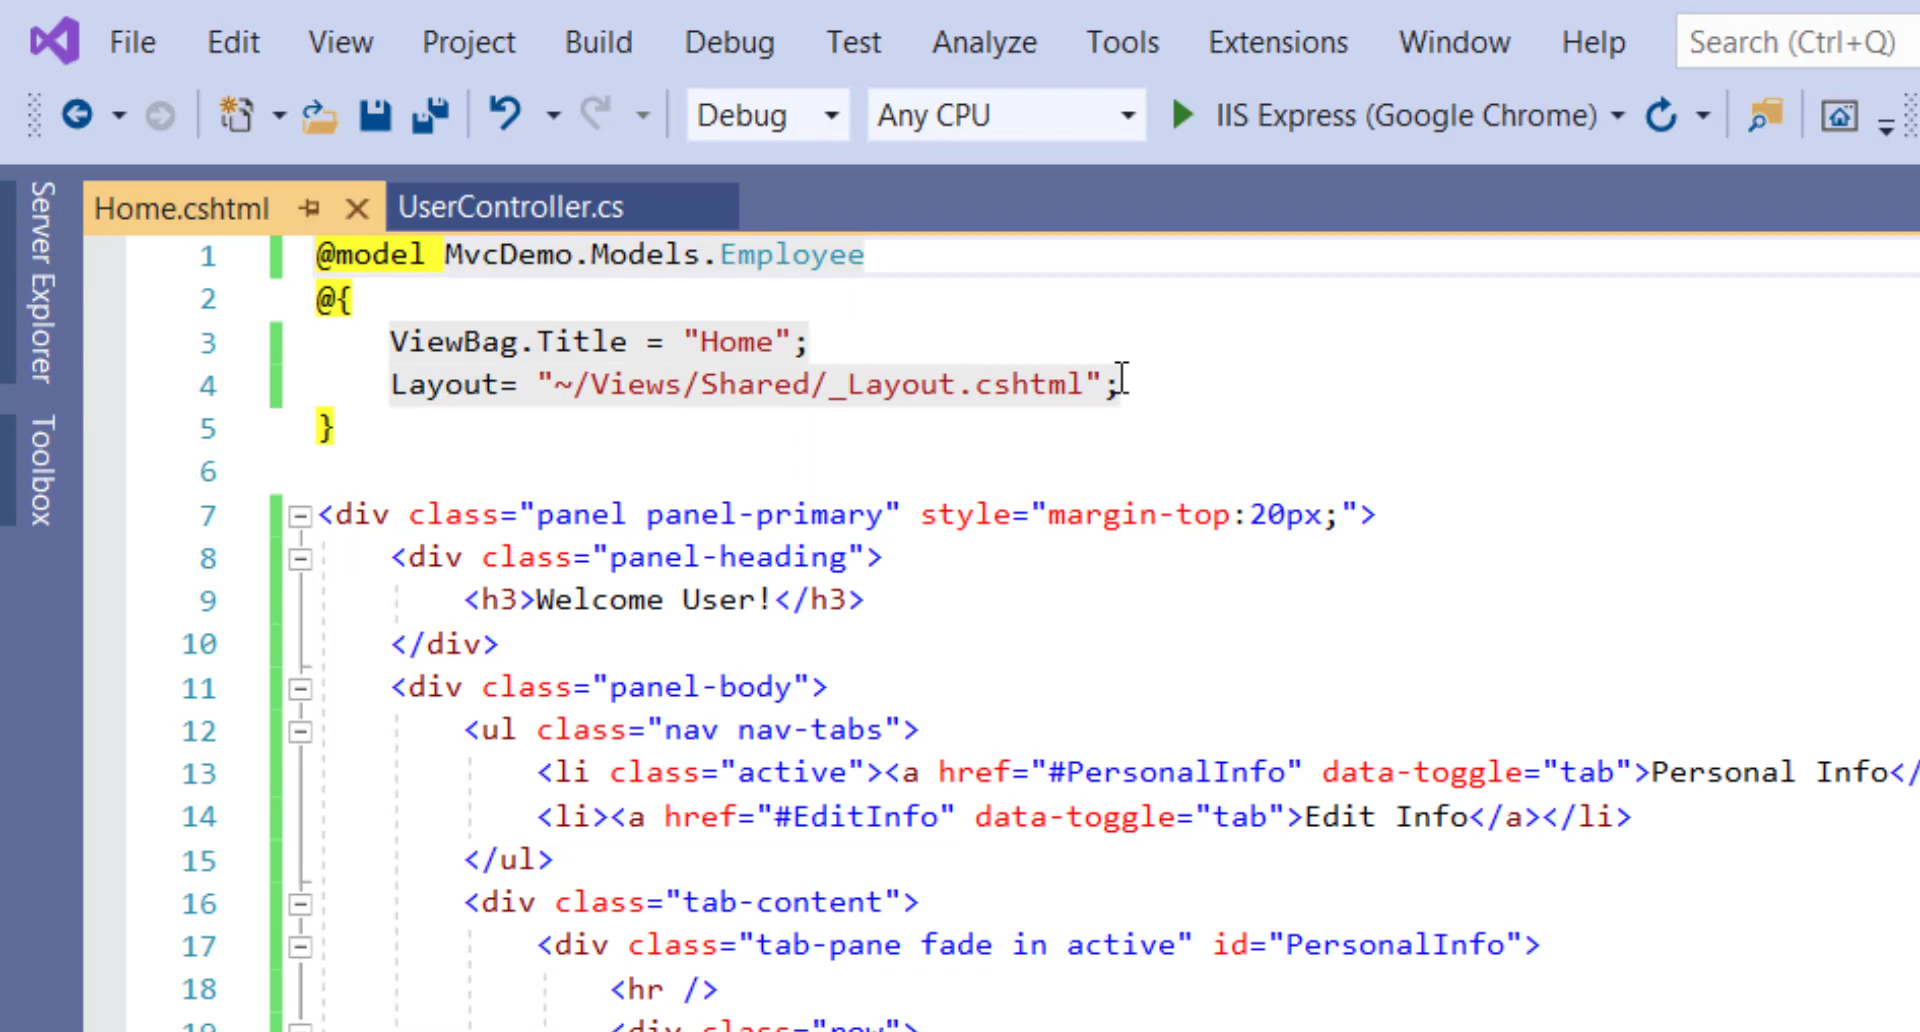 File Edit View Project Build Debug Test Analyze Tools Extensions Window Help Search (Ctrl+Q)
Debug Any CPU IIS Express (Google Chrome)
Server Explorer
Toolbox
Home.cshtml UserController.cs
1 @model MvcDemo.Models.Employee
2 @{
3 ViewBag.Title = "Home";
4 Layout= "~/Views/Shared/_Layout.cshtml";
5 }
6
7 <div class="panel panel-primary" style="margin-top:20px;">
8 <div class="panel-heading">
9 <h3>Welcome User!</h3>
10 </div>
11 <div class="panel-body">
12 <ul class="nav nav-tabs">
13 <li class="active"><a href="#PersonalInfo" data-toggle="tab">Personal Info</
14 <li><a href="#EditInfo" data-toggle="tab">Edit Info</a></li>
15 </ul>
16 <div class="tab-content">
17 <div class="tab-pane fade in active" id="PersonalInfo">
18 <hr />
19 <div class="row">